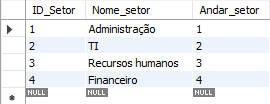 ID_Setor Nome_setor Andar_setor
1 Administração 1
2 TI 2
3 Recursos humanos 3
4 Financeiro 4
NULL NULL NULL